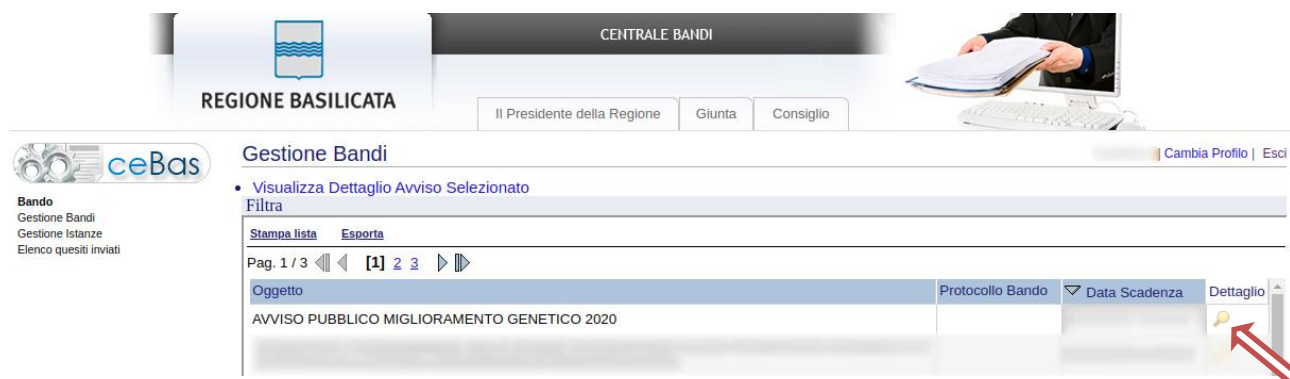 CENTRALE BANDI
REGIONE BASILICATA
Il Presidente della Regione Giunta Consiglio
ceBas
Gestione Bandi
| Cambia Profilo | Esci
Visualizza Dettaglio Avviso Selezionato
Bando
Gestione Bandi
Gestione Istanze
Elenco quesiti inviati
Filtra
Stampa lista Esporta
Pag. 1 / 3 [1] 2 3
Oggetto Protocollo Bando Data Scadenza Dettaglio
AVVISO PUBBLICO MIGLIORAMENTO GENETICO 2020